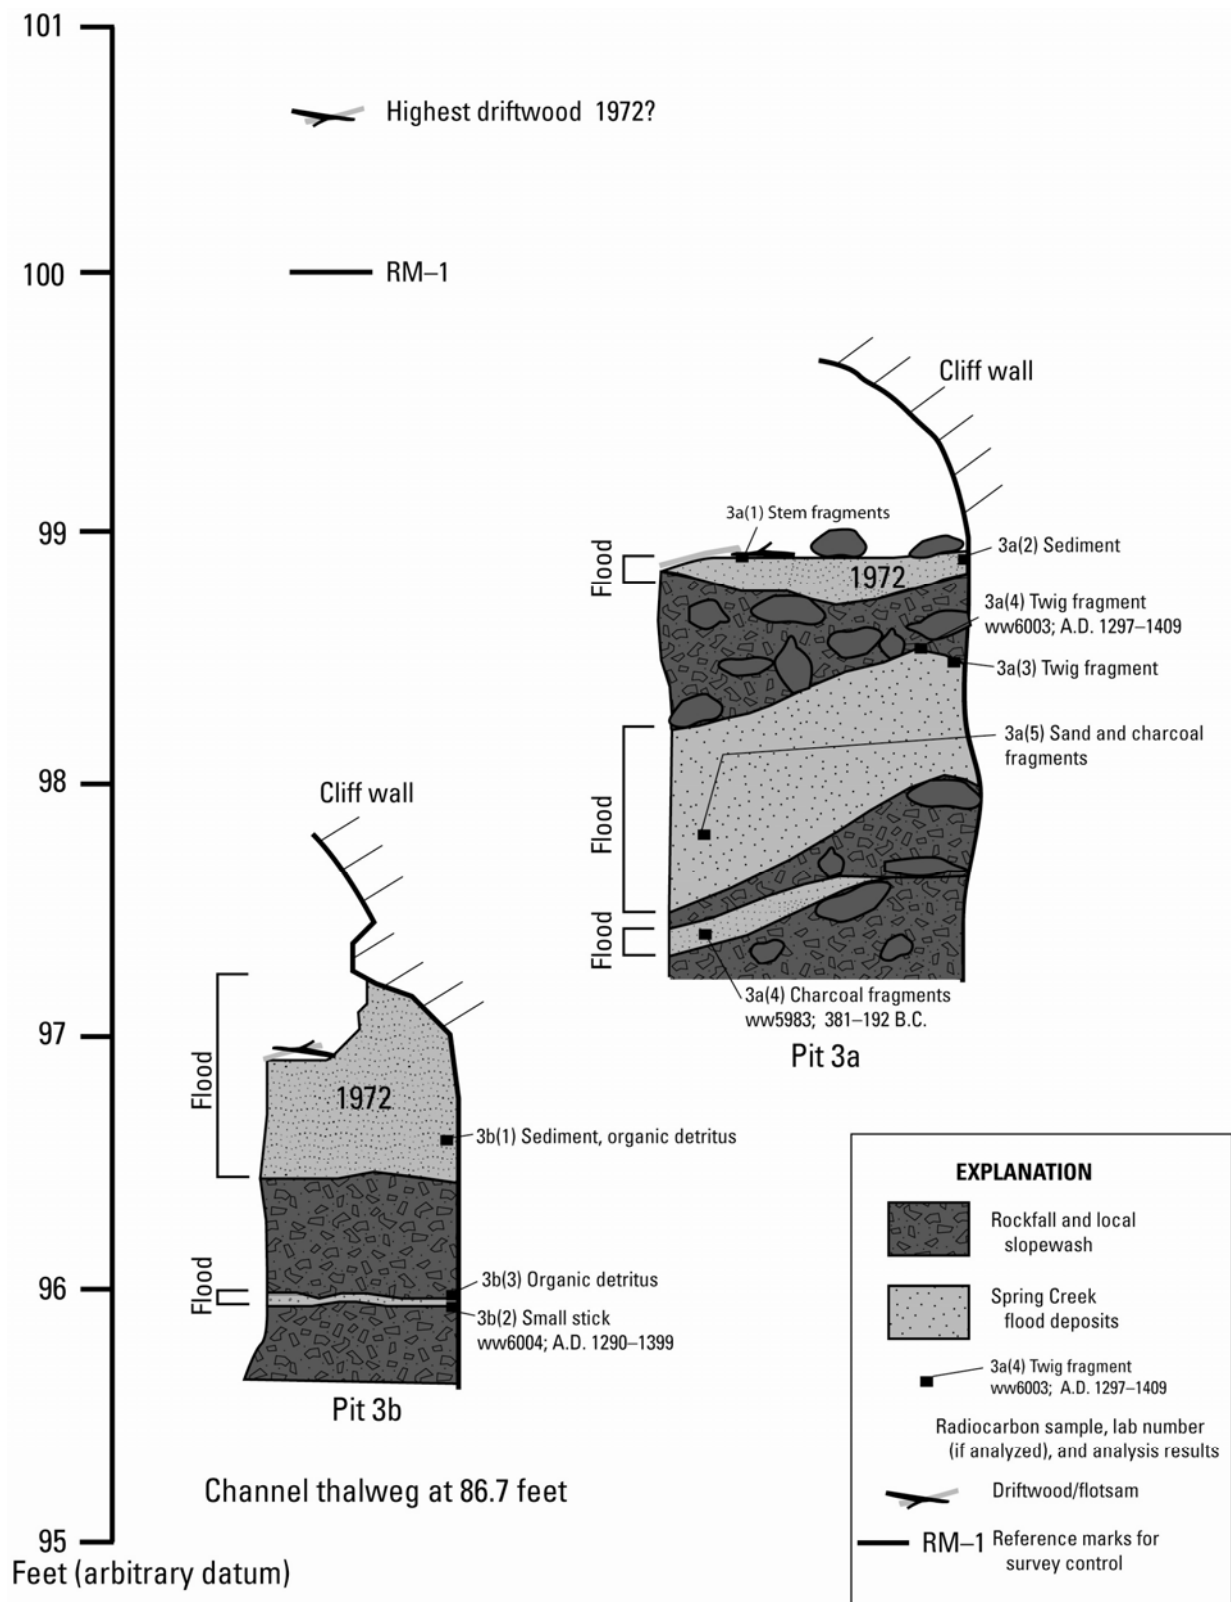 101
Highest driftwood 1972?
100
RM–1
Cliff wall
99
3a(1) Stem fragments
3a(2) Sediment
Flood
1972
3a(4) Twig fragment
ww6003; A.D. 1297–1409
3a(3) Twig fragment
3a(5) Sand and charcoal
fragments
98
Cliff wall
Flood
Flood
3a(4) Charcoal fragments
ww5983; 381–192 B.C.
97
Pit 3a
Flood
1972
3b(1) Sediment, organic detritus
96
Flood
3b(3) Organic detritus
3b(2) Small stick
ww6004; A.D. 1290–1399
Pit 3b
Channel thalweg at 86.7 feet
95
Feet (arbitrary datum)
EXPLANATION
Rockfall and local
slopewash
Spring Creek
flood deposits
3a(4) Twig fragment
ww6003; A.D. 1297–1409
Radiocarbon sample, lab number
(if analyzed), and analysis results
Driftwood/flotsam
RM–1 Reference marks for
survey control